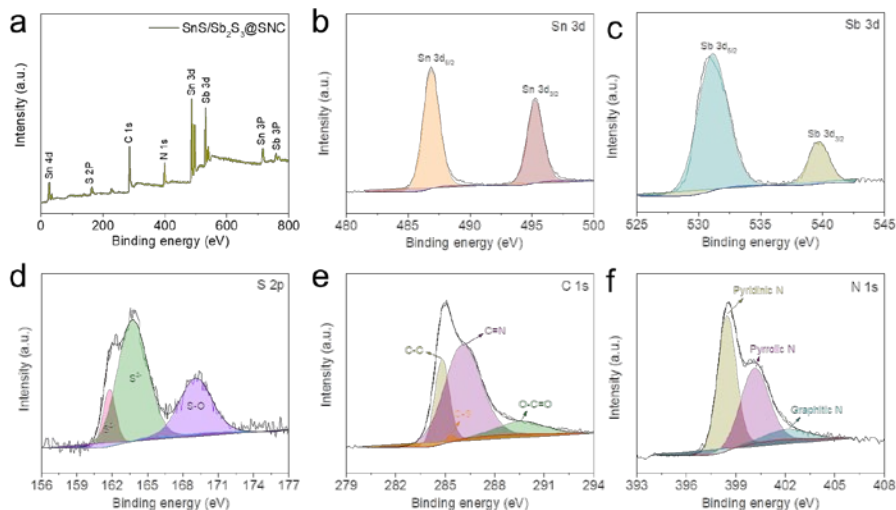 a
SnS/Sb₂S₃@SNC
Intensity (a.u.)
Sn 4d
S 2P
C 1s
N 1s
Sn 3d
Sb 3d
Sn 3P
Sb 3P
0 200 400 600 800
Binding energy (eV)
b
Sn 3d
Intensity (a.u.)
Sn 3d₅/₂
Sn 3d₃/₂
480 485 490 495 500
Binding energy (eV)
c
Sb 3d
Intensity (a.u.)
Sb 3d₅/₂
Sb 3d₃/₂
525 530 535 540 545
Binding energy (eV)
d
S 2p
Intensity (a.u.)
S-O
156 159 162 165 168 171 174 177
Binding energy (eV)
e
C 1s
Intensity (a.u.)
C-C
C=N
O-C=O
279 282 285 288 291 294
Binding energy (eV)
f
N 1s
Intensity (a.u.)
Pyridinic N
Pyrrolic N
Graphitic N
393 396 399 402 405 408
Binding energy (eV)